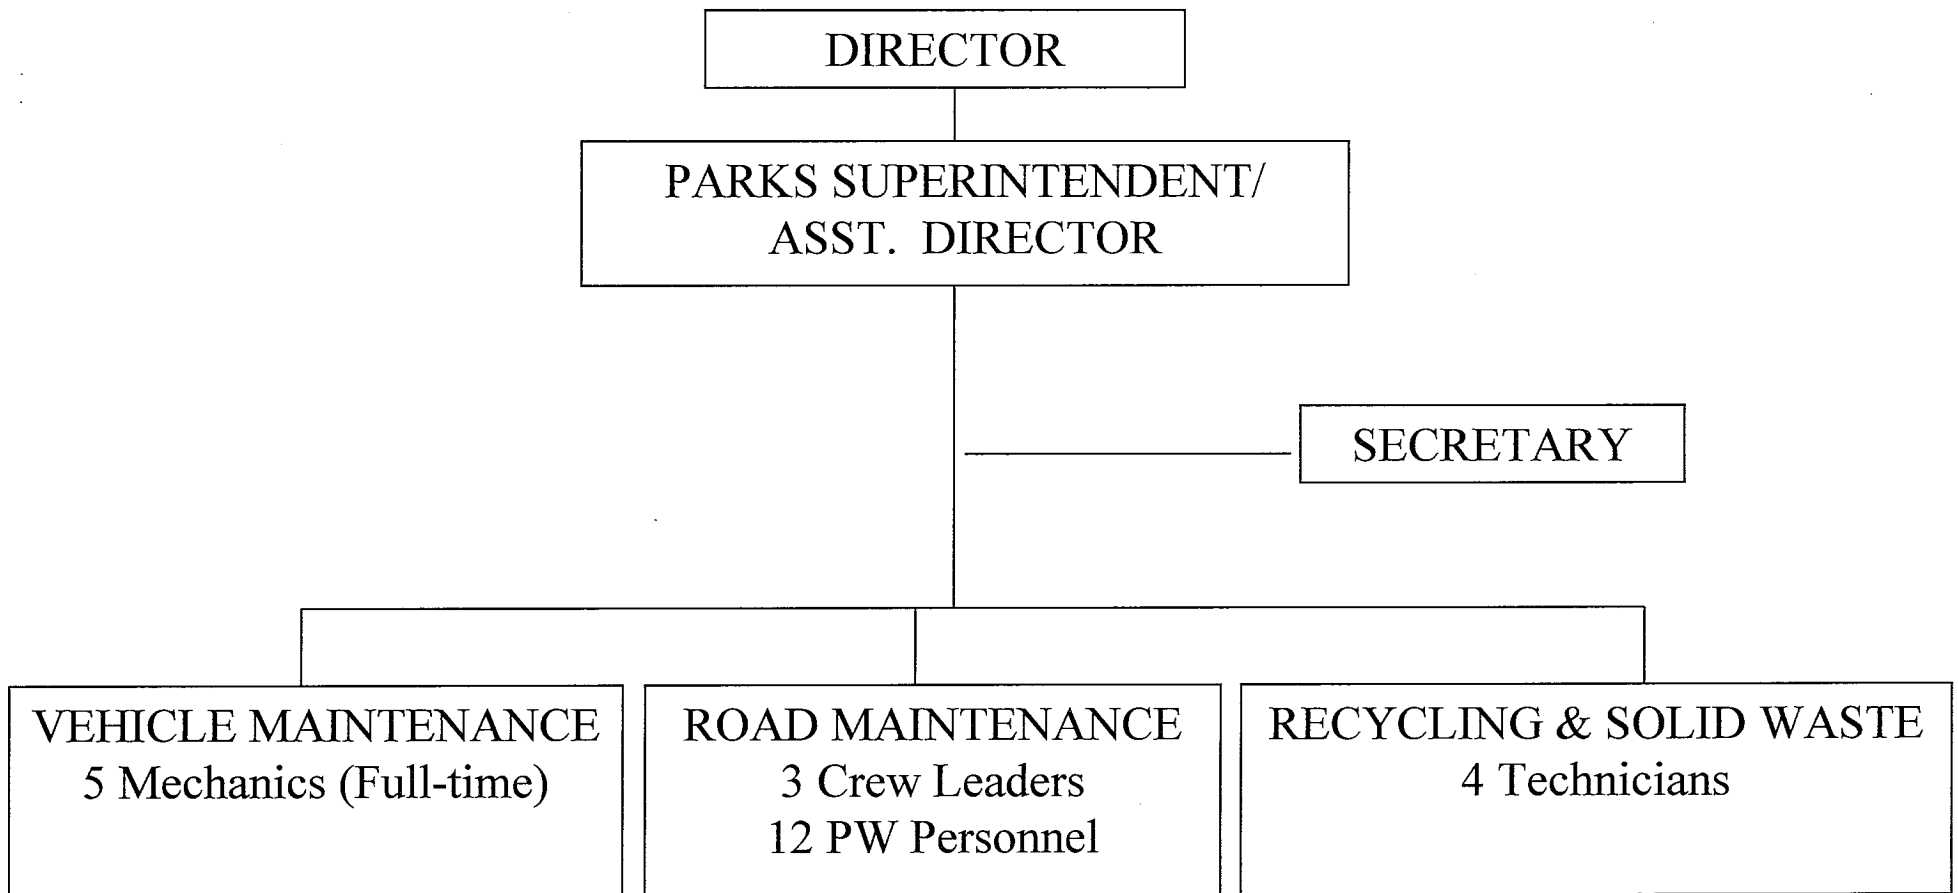 DIRECTOR
PARKS SUPERINTENDENT/
ASST. DIRECTOR
SECRETARY
VEHICLE MAINTENANCE
5 Mechanics (Full-time)
ROAD MAINTENANCE
3 Crew Leaders
12 PW Personnel
RECYCLING & SOLID WASTE
4 Technicians